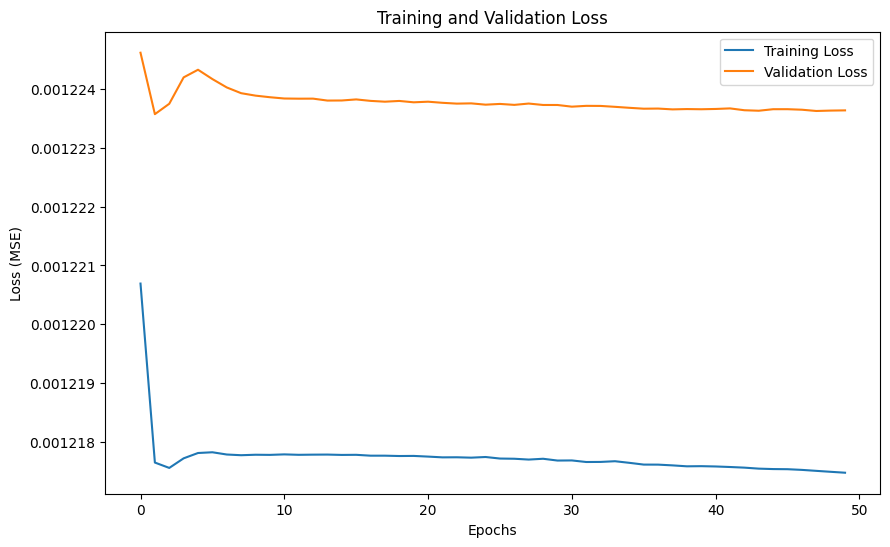 Training and Validation Loss
Training Loss
Validation Loss
0.001224
0.001223
0.001222
0.001221
0.001220
0.001219
0.001218
Loss (MSE)
0 10 20 30 40 50
Epochs